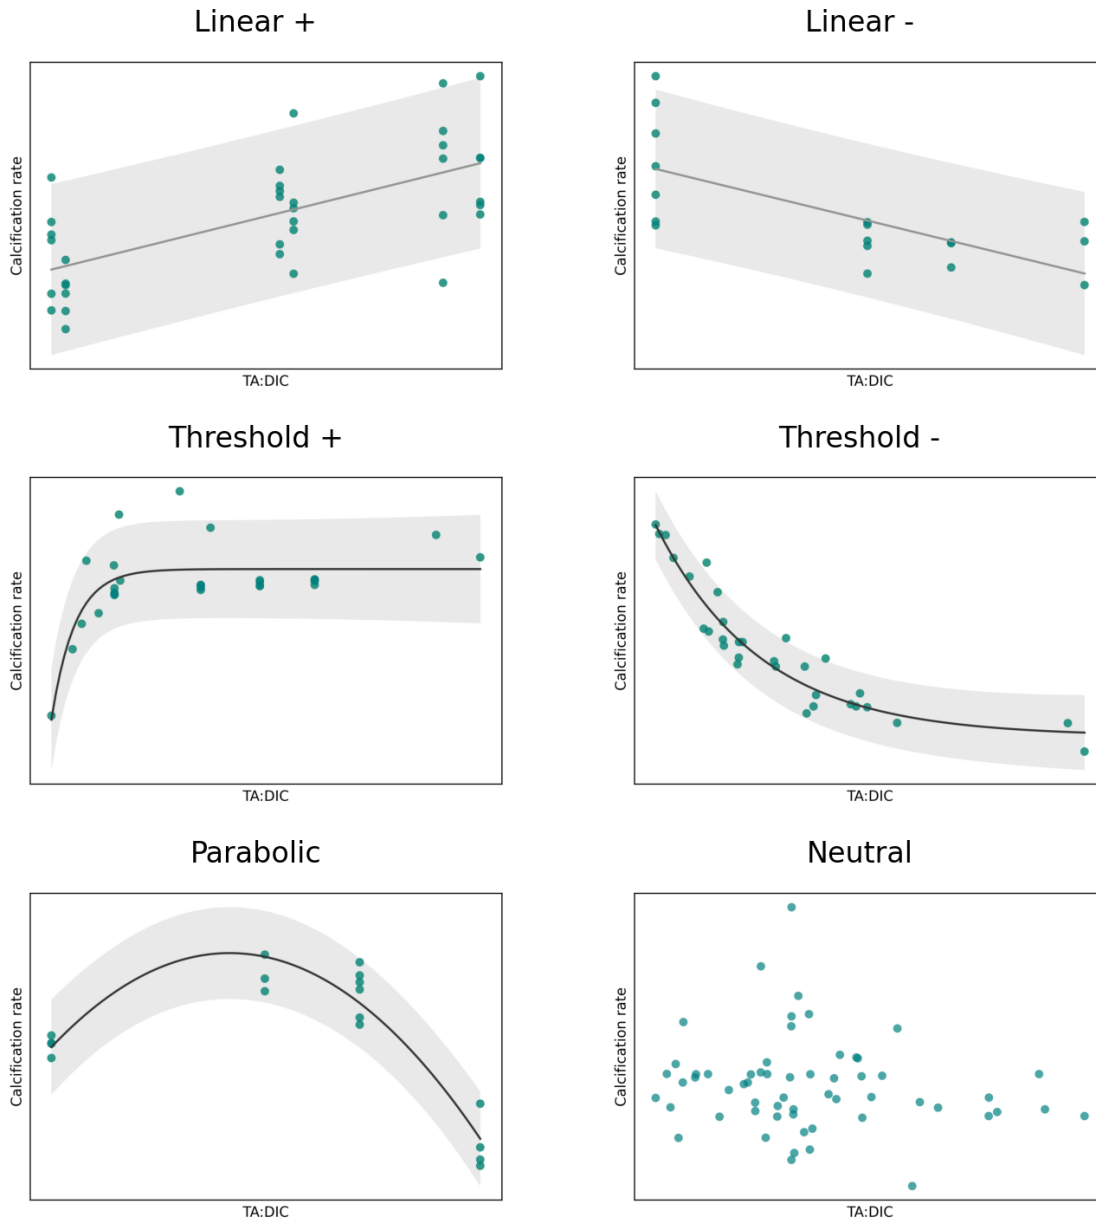 Linear +
Linear -
Calcification rate
TA:DIC
Calcification rate
TA:DIC
Threshold +
Threshold -
Calcification rate
TA:DIC
Calcification rate
TA:DIC
Parabolic
Neutral
Calcification rate
TA:DIC
Calcification rate
TA:DIC